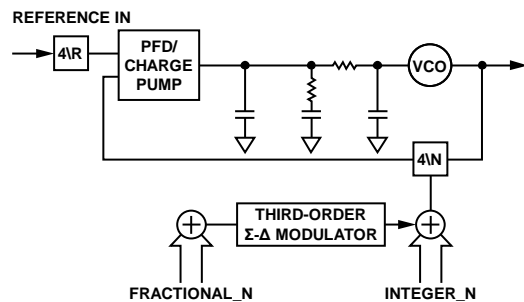 REFERENCE IN
4\R
PFD/
CHARGE
PUMP
VCO
4\N
THIRD-ORDER
Σ-Δ MODULATOR
FRACTIONAL_N
INTEGER_N